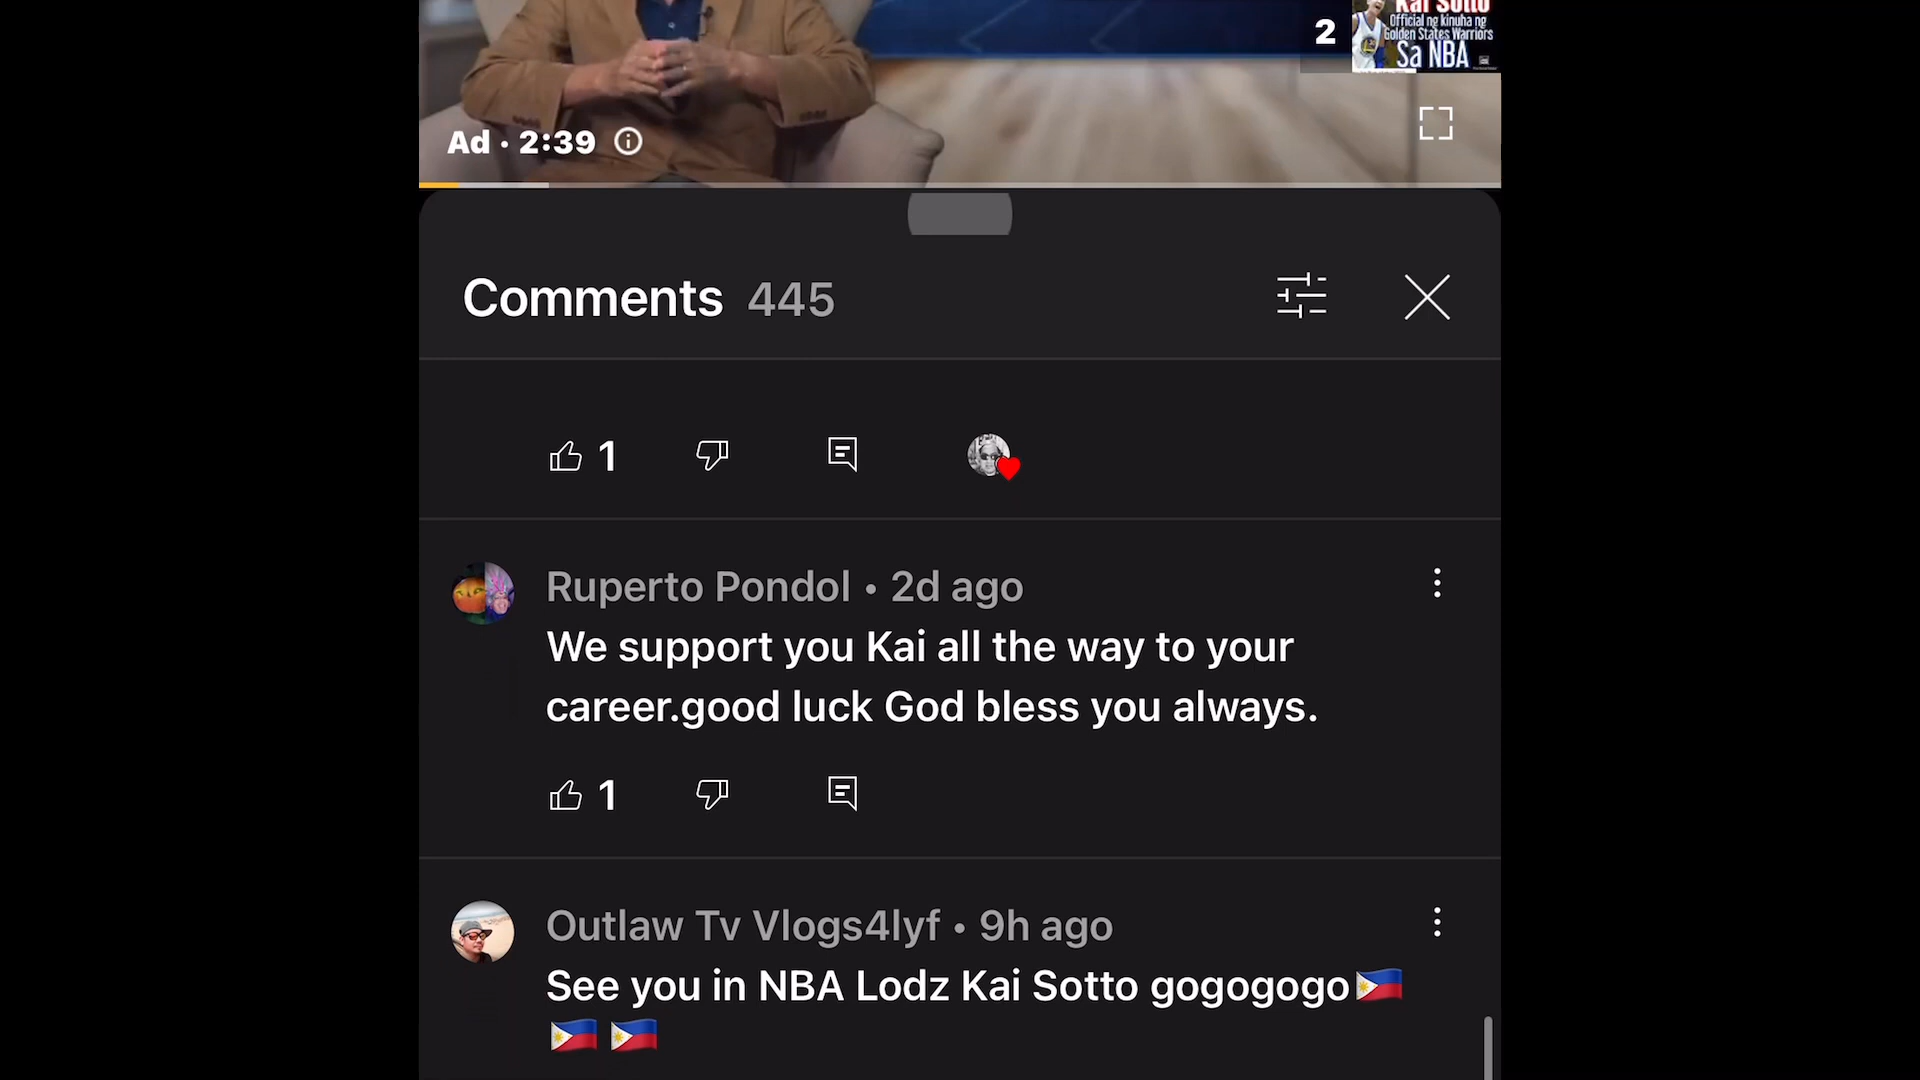 Kai Sotto
Official ng kinuha ng
Golden States Warriors
Sa NBA
2
Ad • 2:39
Comments 445
1
Ruperto Pondol • 2d ago
We support you Kai all the way to your
career.good luck God bless you always.
1
Outlaw Tv Vlogs4lyf • 9h ago
See you in NBA Lodz Kai Sotto gogogogo🇵🇭
🇵🇭 🇵🇭